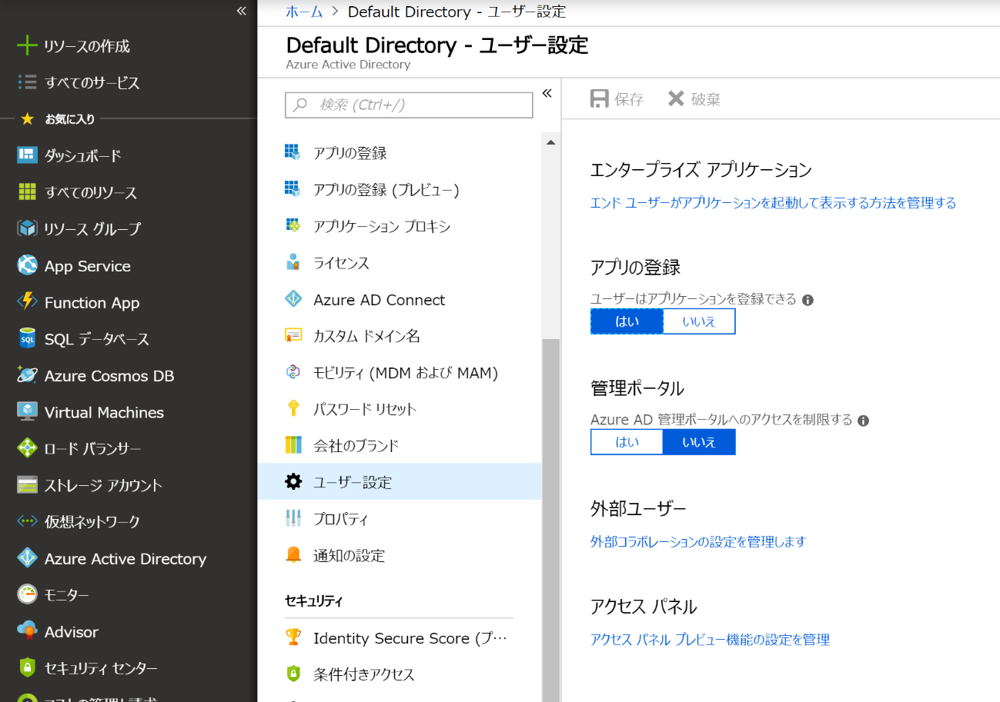 «
リソースの作成
すべてのサービス
お気に入り
ダッシュボード
すべてのリソース
リソース グループ
App Service
Function App
SQL データベース
Azure Cosmos DB
Virtual Machines
ロード バランサー
ストレージ アカウント
仮想ネットワーク
Azure Active Directory
モニター
Advisor
セキュリティ センター
コストの管理と請求
ホーム > Default Directory - ユーザー設定
Default Directory - ユーザー設定
Azure Active Directory
検索 (Ctrl+/)
«
アプリの登録
アプリの登録 (プレビュー)
アプリケーション プロキシ
ライセンス
Azure AD Connect
カスタム ドメイン名
モビリティ (MDM および MAM)
パスワード リセット
会社のブランド
ユーザー設定
プロパティ
通知の設定
セキュリティ
Identity Secure Score (プ…
条件付きアクセス
保存 破棄
エンタープライズ アプリケーション
エンド ユーザーがアプリケーションを起動して表示する方法を管理する
アプリの登録
ユーザーはアプリケーションを登録できる
はい いいえ
管理ポータル
Azure AD 管理ポータルへのアクセスを制限する
はい いいえ
外部ユーザー
外部コラボレーションの設定を管理します
アクセス パネル
アクセス パネル プレビュー機能の設定を管理